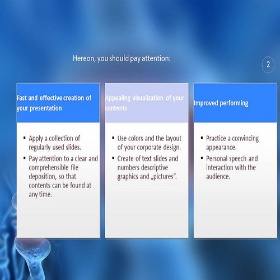 Hereon, you should pay attention:
2
Fast and effective creation of
your presentation
▪ Apply a collection of
regularly used slides.
▪ Pay attention to a clear and
comprehensible file
deposition, so that
contents can be found at
any time.
Appealing visualization of your
contents
▪ Use colors and the layout
of your corporate design.
▪ Create of text slides and
numbers descriptive
graphics and „pictures”.
Improved performing
▪ Practice a convincing
appearance.
▪ Personal speech and
interaction with the
audience.